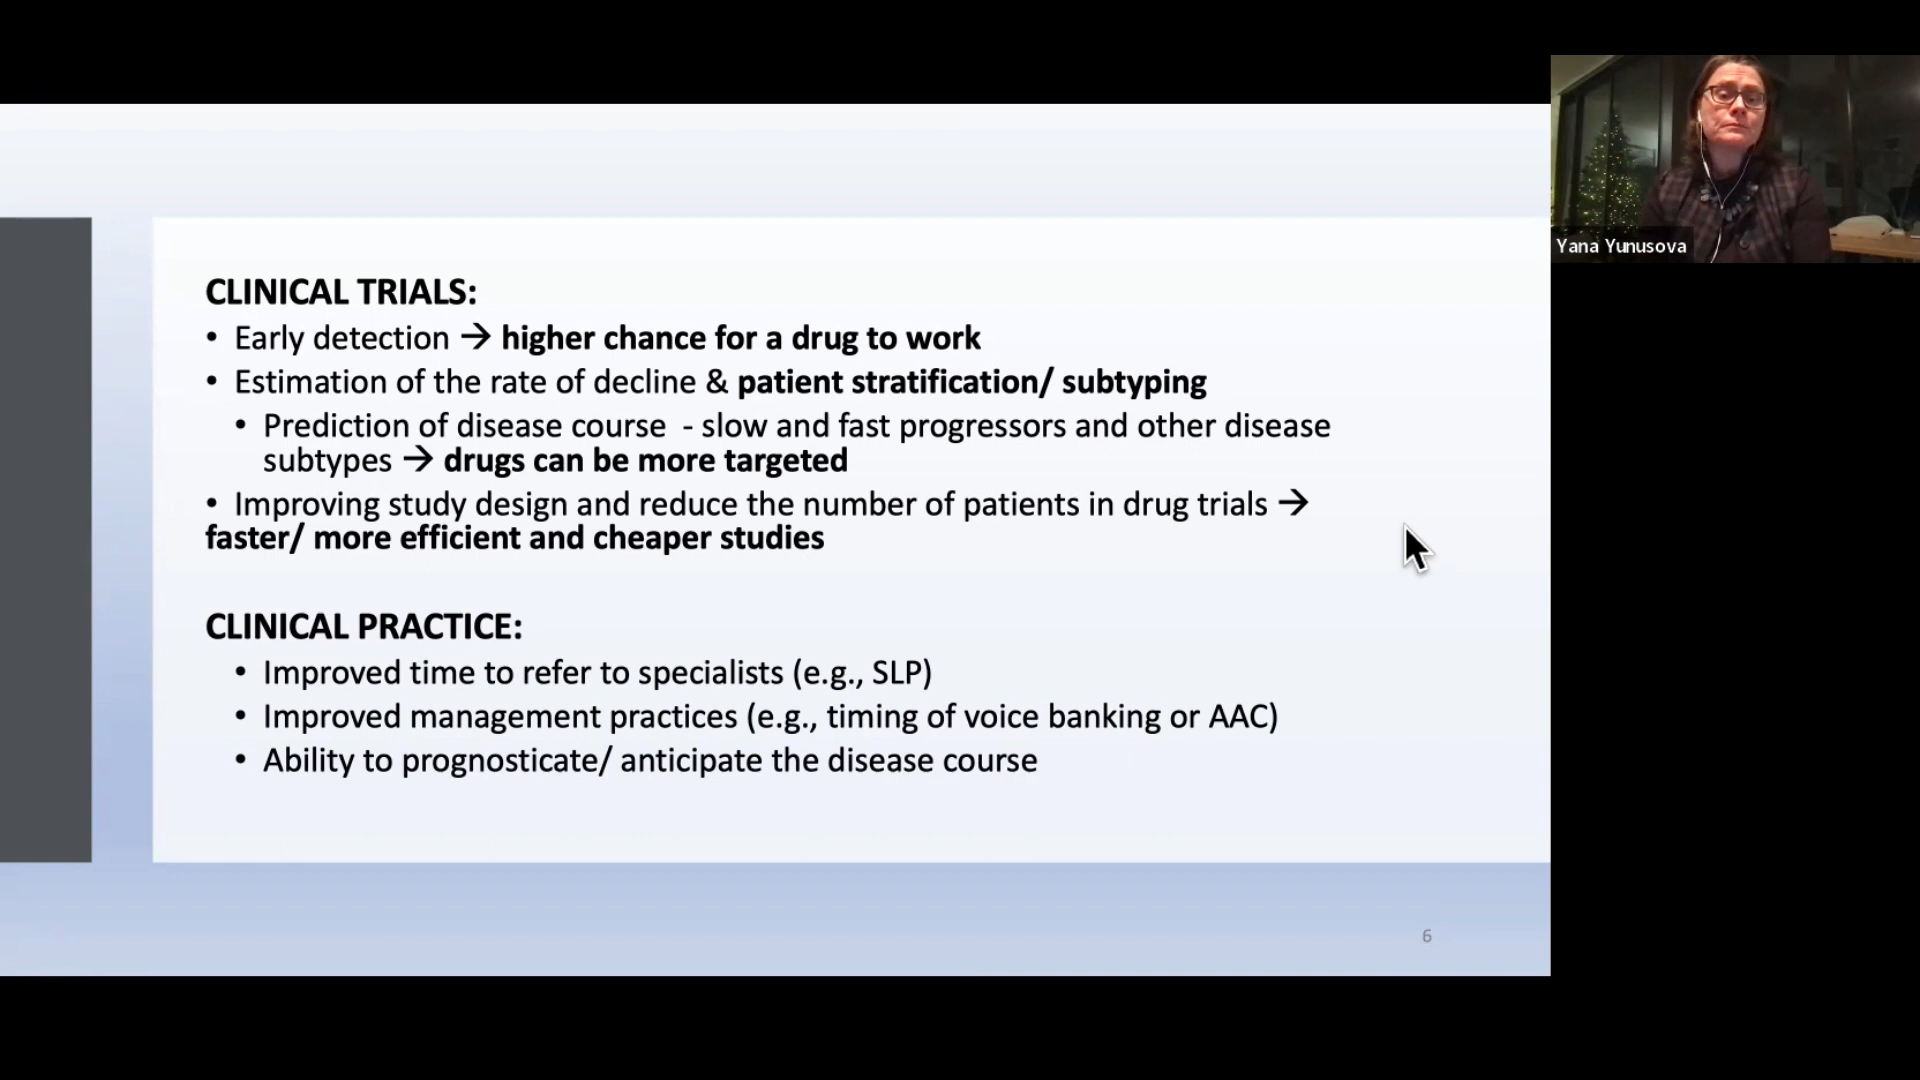 CLINICAL TRIALS:
• Early detection → higher chance for a drug to work
• Estimation of the rate of decline & patient stratification/ subtyping
• Prediction of disease course - slow and fast progressors and other disease
subtypes → drugs can be more targeted
• Improving study design and reduce the number of patients in drug trials →
faster/ more efficient and cheaper studies
CLINICAL PRACTICE:
• Improved time to refer to specialists (e.g., SLP)
• Improved management practices (e.g., timing of voice banking or AAC)
• Ability to prognosticate/ anticipate the disease course
6
Yana Yunusova